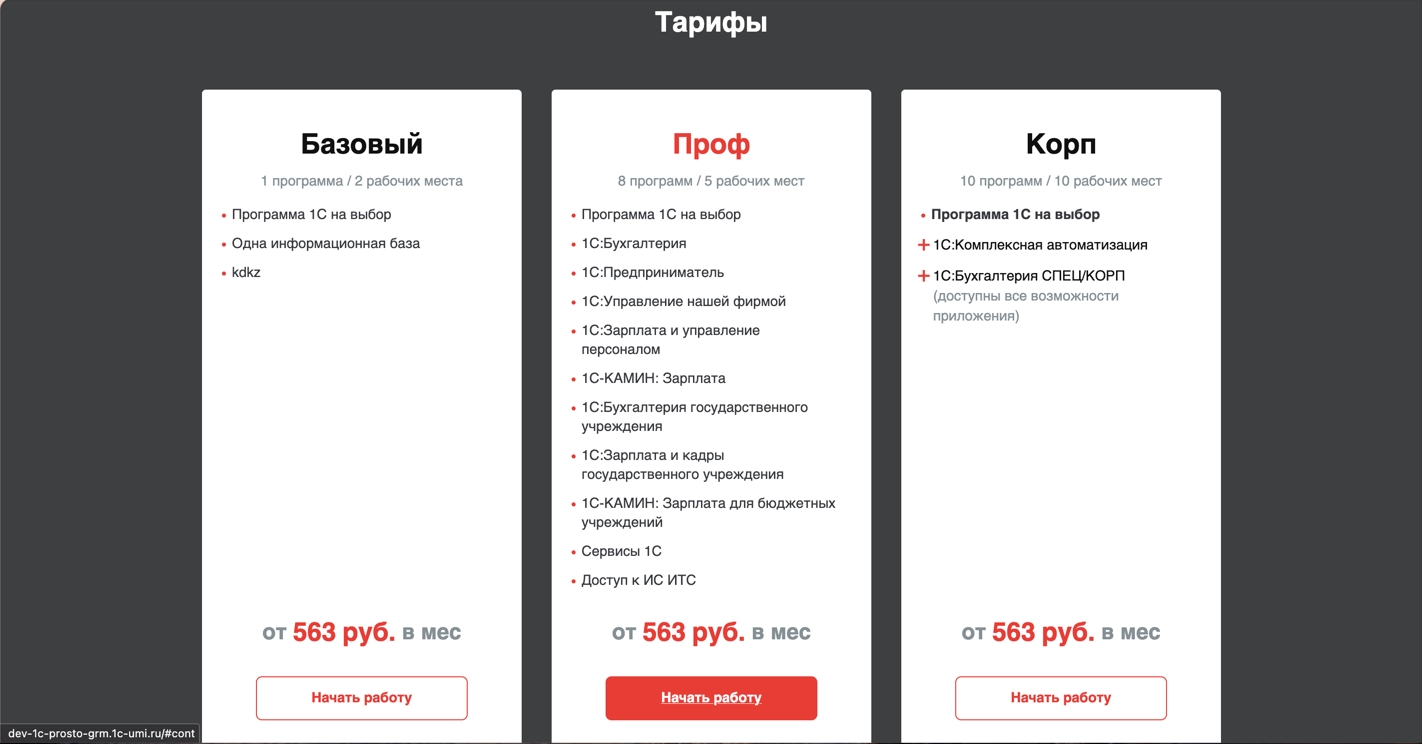 Тарифы
Базовый
1 программа / 2 рабочих места
Программа 1С на выбор
Одна информационная база
kdkz
от 563 руб. в мес
Начать работу
Проф
8 программ / 5 рабочих мест
Программа 1С на выбор
1С:Бухгалтерия
1С:Предприниматель
1С:Управление нашей фирмой
1С:Зарплата и управление
персоналом
1С-КАМИН: Зарплата
1С:Бухгалтерия государственного
учреждения
1С:Зарплата и кадры
государственного учреждения
1С-КАМИН: Зарплата для бюджетных
учреждений
Сервисы 1С
Доступ к ИС ИТС
от 563 руб. в мес
Начать работу
Корп
10 программ / 10 рабочих мест
Программа 1С на выбор
+ 1С:Комплексная автоматизация
+ 1С:Бухгалтерия СПЕЦ/КОРП
(доступны все возможности
приложения)
от 563 руб. в мес
Начать работу
dev-1c-prosto-grm.1c-umi.ru/#cont